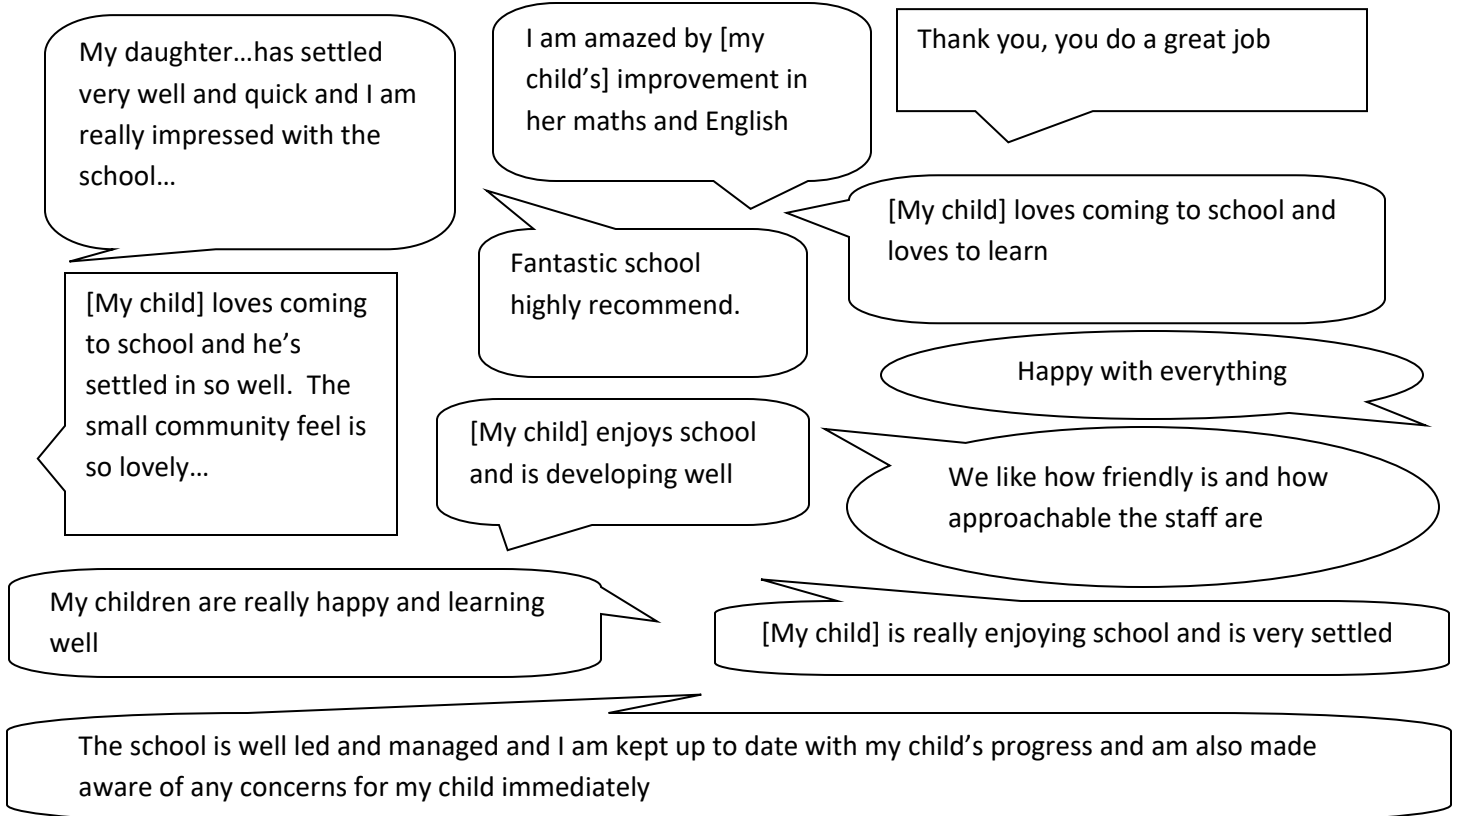 My daughter…has settled
very well and quick and I am
really impressed with the
school…
I am amazed by [my
child’s] improvement in
her maths and English
Thank you, you do a great job
[My child] loves coming to school and
loves to learn
Fantastic school
highly recommend.
[My child] loves coming
to school and he’s
settled in so well.  The
small community feel is
so lovely…
Happy with everything
[My child] enjoys school
and is developing well
We like how friendly is and how
approachable the staff are
My children are really happy and learning
well
[My child] is really enjoying school and is very settled
The school is well led and managed and I am kept up to date with my child’s progress and am also made
aware of any concerns for my child immediately